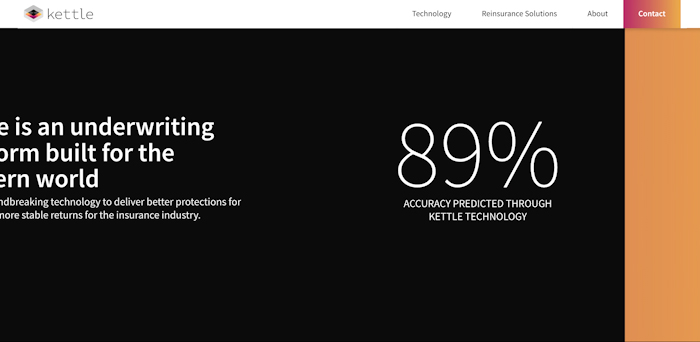 kettle
Technology
Reinsurance Solutions
About
Contact
e is an underwriting
orm built for the
ern world
ndbreaking technology to deliver better protections for
more stable returns for the insurance industry.
89%
ACCURACY PREDICTED THROUGH
KETTLE TECHNOLOGY